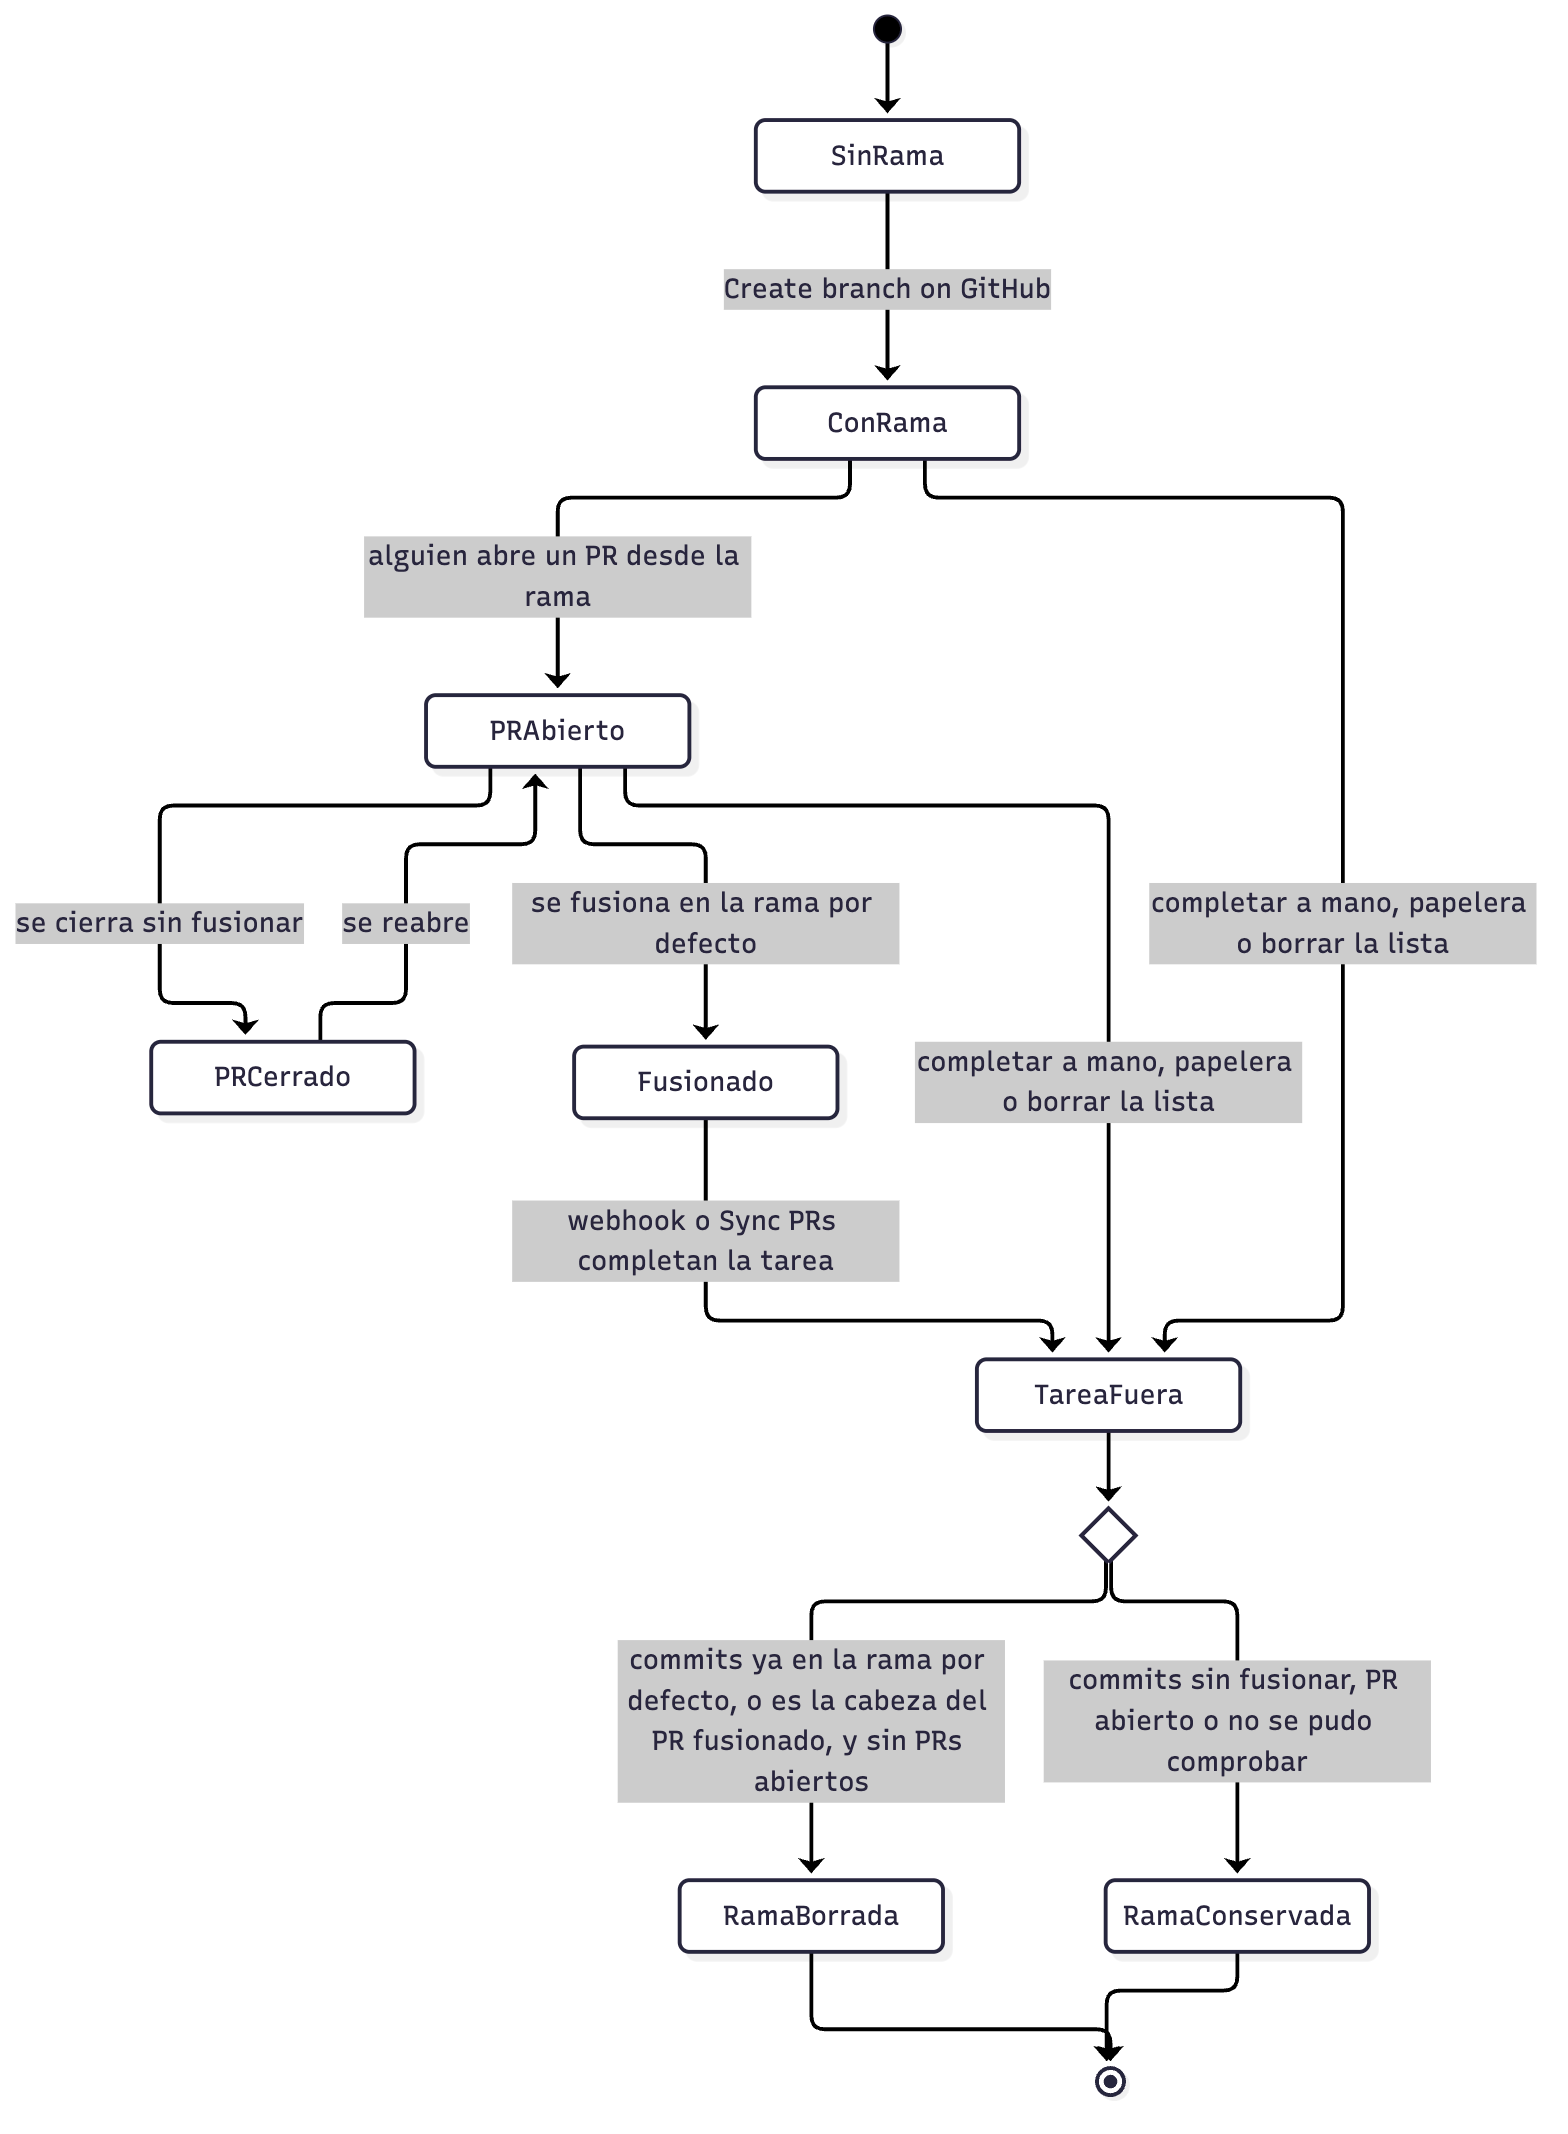 SinRama
Create branch on GitHub
ConRama
alguien abre un PR desde la
rama
PRAbierto
se cierra sin fusionar
se reabre
se fusiona en la rama por
defecto
completar a mano, papelera
o borrar la lista
PRCerrado
Fusionado
completar a mano, papelera
o borrar la lista
webhook o Sync PRs
completan la tarea
TareaFuera
commits ya en la rama por
defecto, o es la cabeza del
PR fusionado, y sin PRs
abiertos
commits sin fusionar, PR
abierto o no se pudo
comprobar
RamaBorrada
RamaConservada